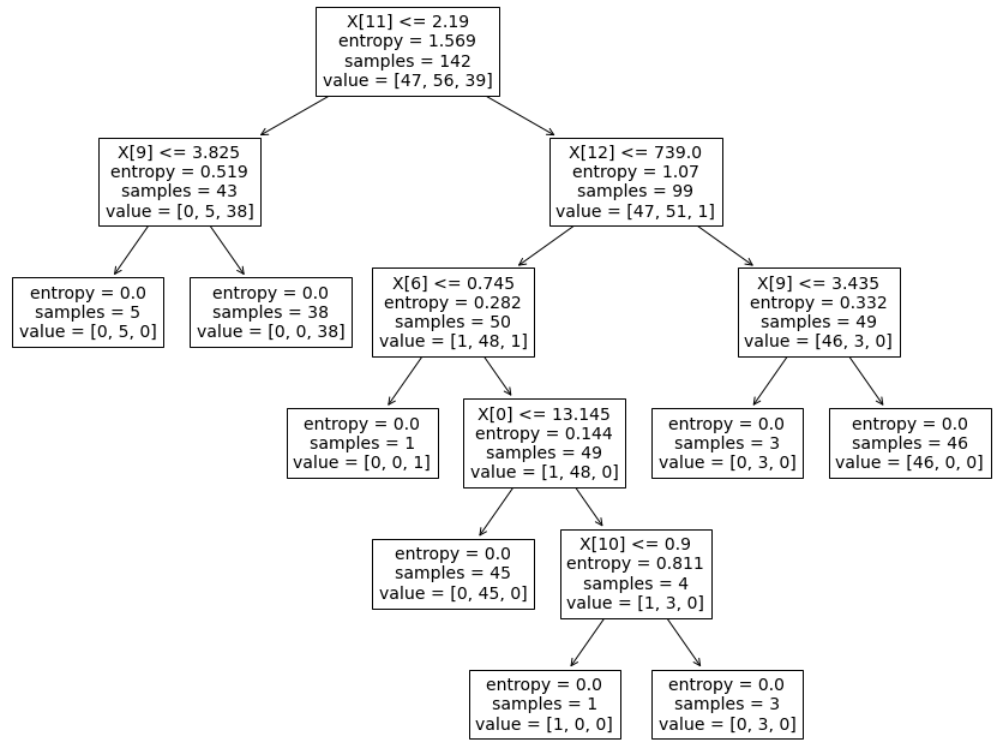 X[11] <= 2.19
entropy = 1.569
samples = 142
value = [47, 56, 39]
X[9] <= 3.825
entropy = 0.519
samples = 43
value = [0, 5, 38]
X[12] <= 739.0
entropy = 1.07
samples = 99
value = [47, 51, 1]
entropy = 0.0
samples = 5
value = [0, 5, 0]
entropy = 0.0
samples = 38
value = [0, 0, 38]
X[6] <= 0.745
entropy = 0.282
samples = 50
value = [1, 48, 1]
X[9] <= 3.435
entropy = 0.332
samples = 49
value = [46, 3, 0]
entropy = 0.0
samples = 1
value = [0, 0, 1]
X[0] <= 13.145
entropy = 0.144
samples = 49
value = [1, 48, 0]
entropy = 0.0
samples = 3
value = [0, 3, 0]
entropy = 0.0
samples = 46
value = [46, 0, 0]
entropy = 0.0
samples = 45
value = [0, 45, 0]
X[10] <= 0.9
entropy = 0.811
samples = 4
value = [1, 3, 0]
entropy = 0.0
samples = 1
value = [1, 0, 0]
entropy = 0.0
samples = 3
value = [0, 3, 0]